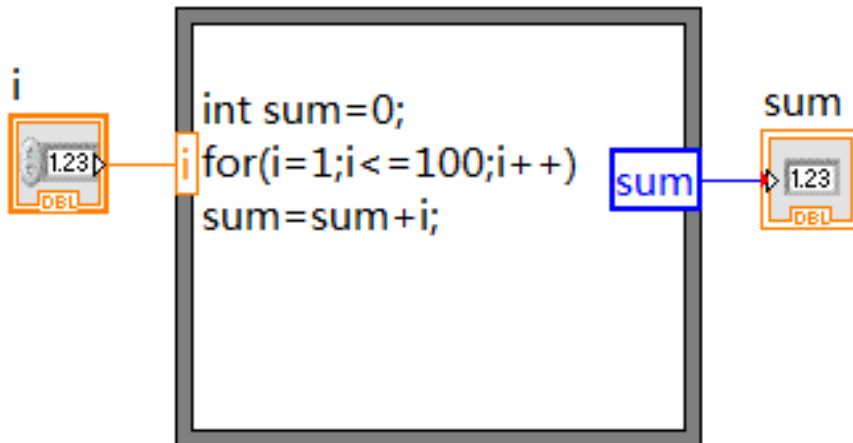 i
1.23
DBL
i
int sum=0;
for(i=1;i<=100;i++)
sum=sum+i;
sum
sum
1.23
DBL